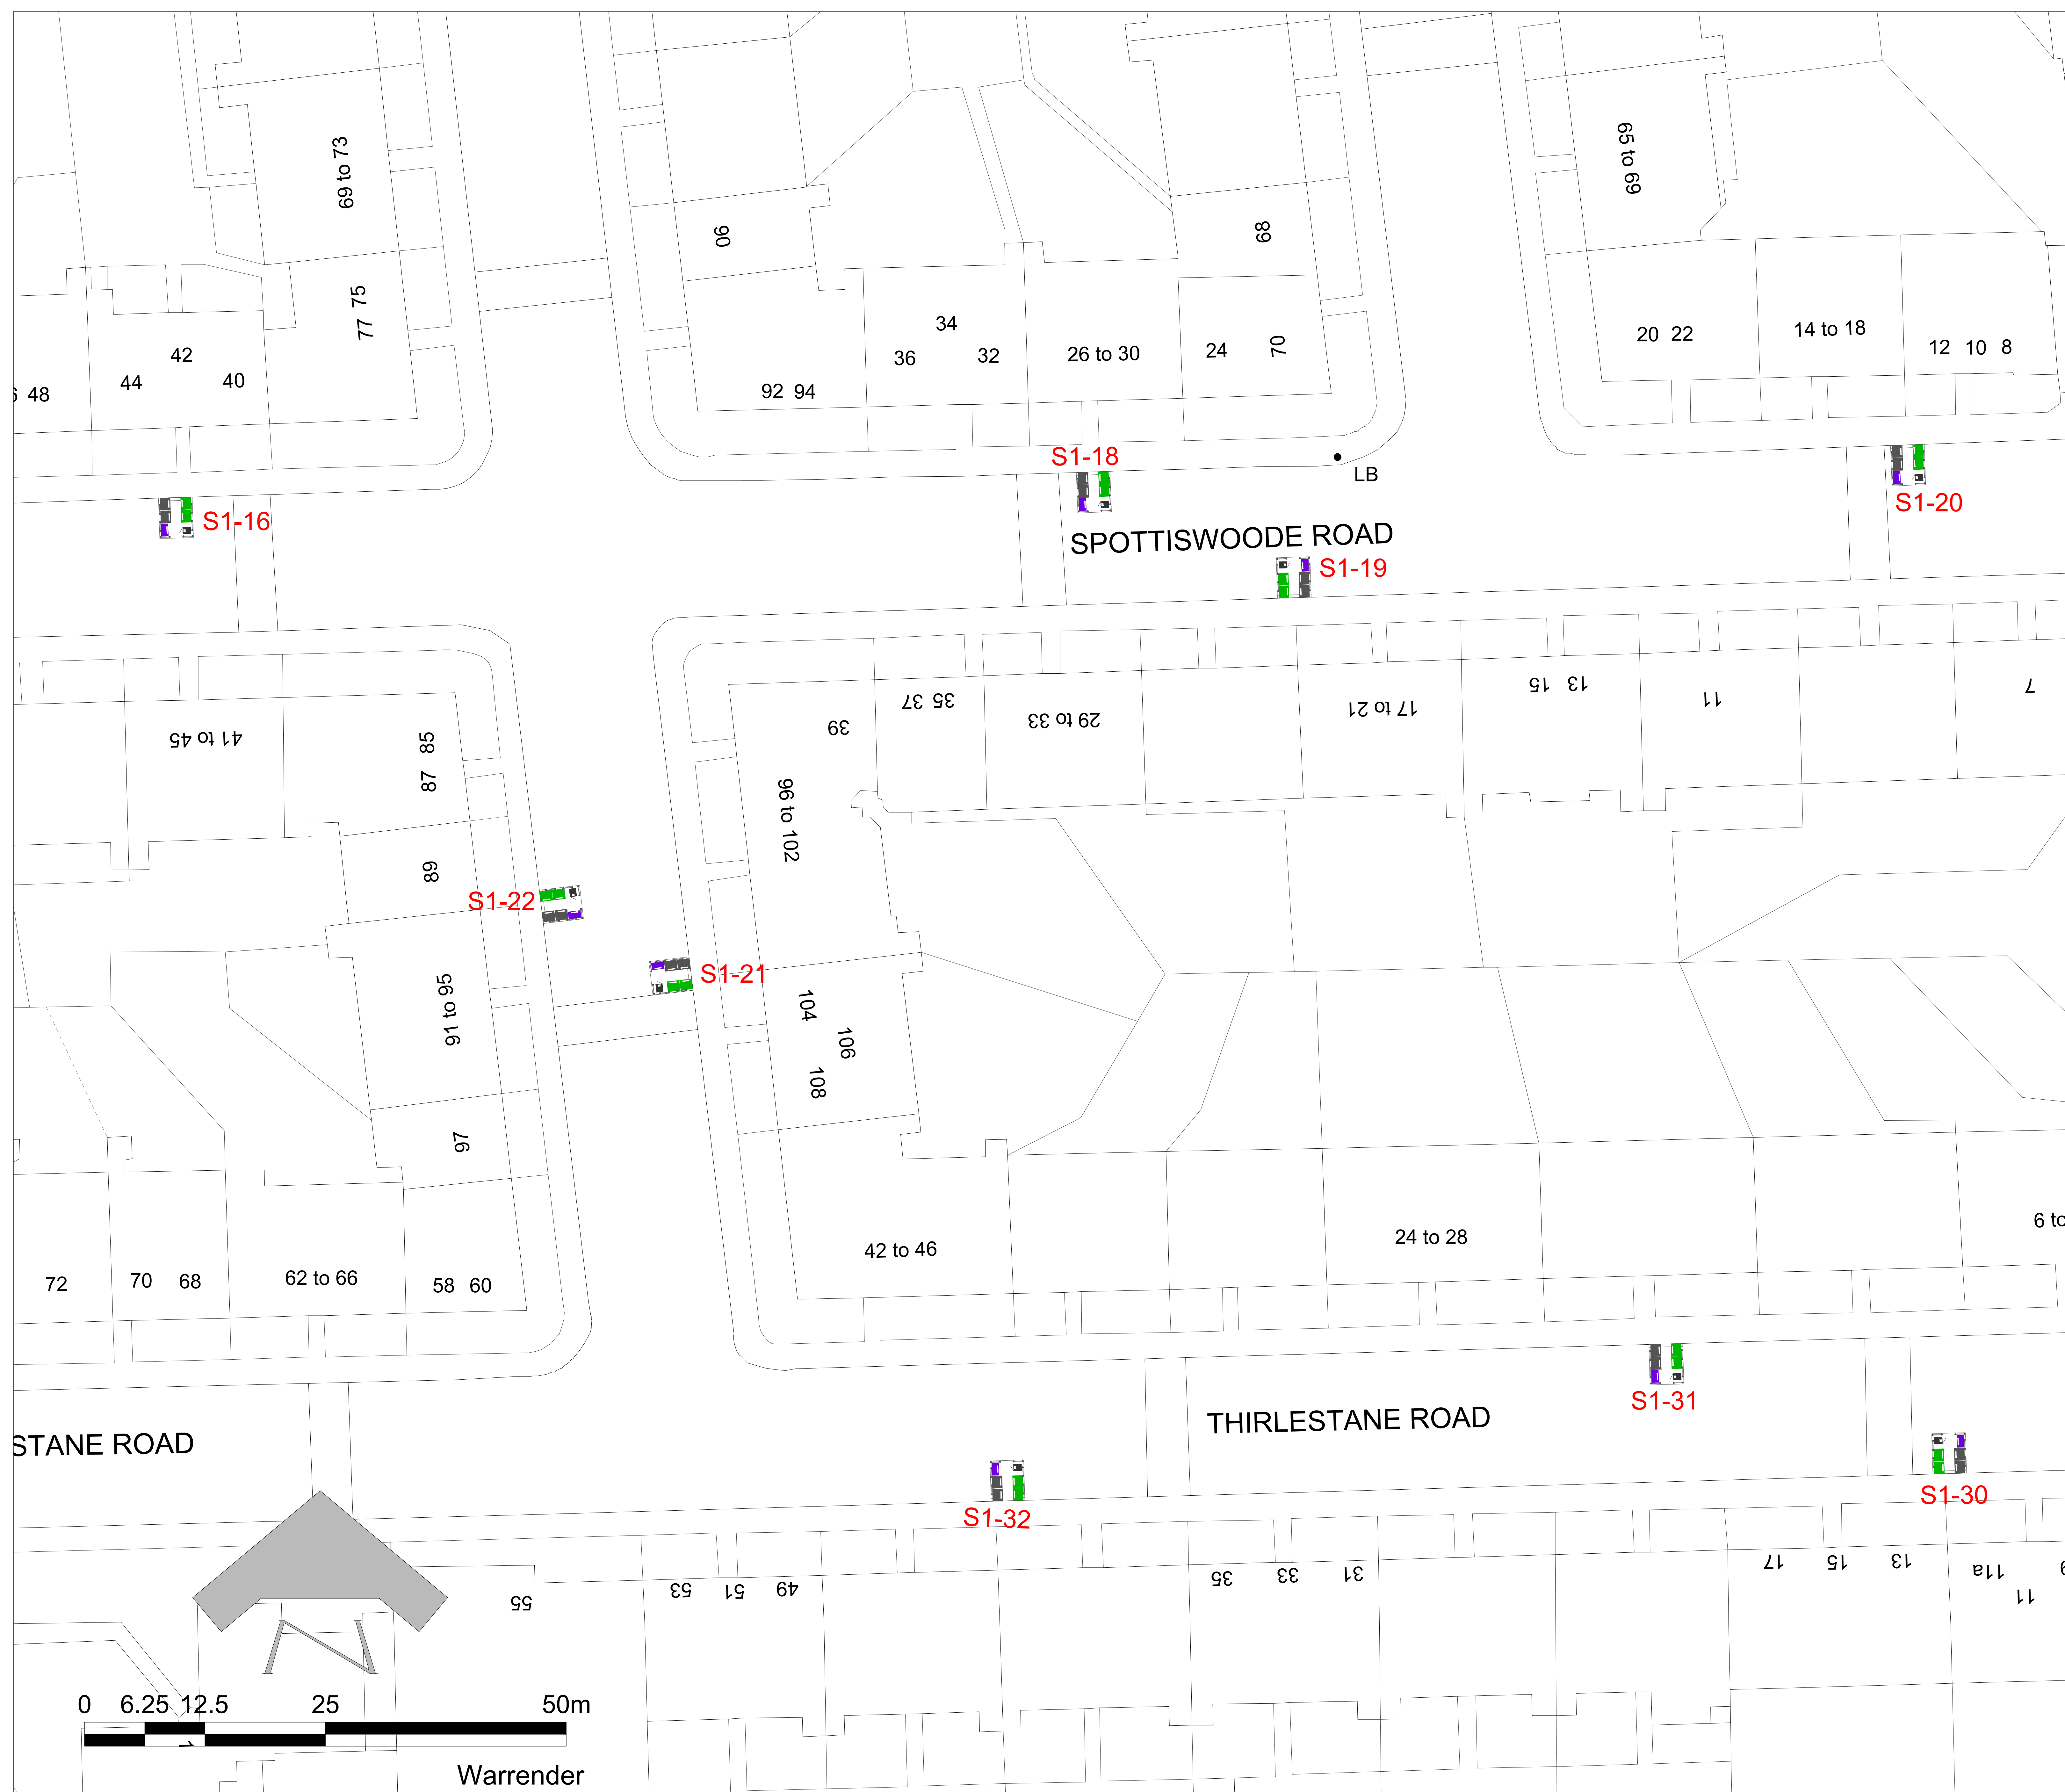 69 to 73
65 to 69
90
68
77 75
34
36
32
26 to 30
24
70
20 22
14 to 18
12 10 8
42
44
40
48
92 94
S1-18
LB
S1-16
S1-20
SPOTTISWOODE ROAD
S1-19
41 to 45
87 85
39
37 35
29 to 33
17 to 21
15 13
11
7
96 to 102
89
S1-22
S1-21
91 to 95
104
106
108
97
42 to 46
24 to 28
6 to
72
70 68
62 to 66
58 60
S1-31
THIRLESTANE ROAD
STANE ROAD
S1-30
S1-32
55
53
51
49
35
33
31
17
15
13
11a
11
9
0 6.25 12.5 25 50m
1
Warrender